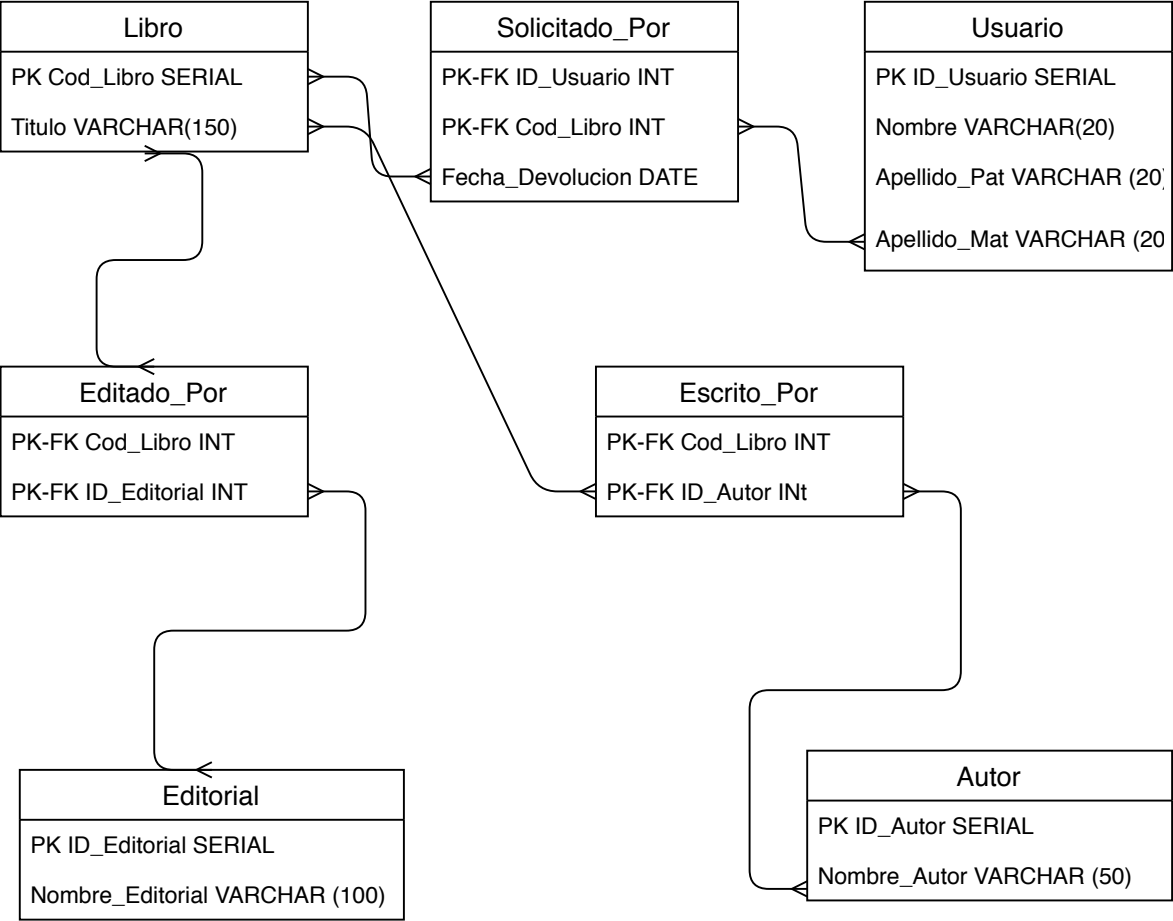 Libro
PK Cod_Libro SERIAL
Titulo VARCHAR(150)
Solicitado_Por
PK-FK ID_Usuario INT
PK-FK Cod_Libro INT
Fecha_Devolucion DATE
Usuario
PK ID_Usuario SERIAL
Nombre VARCHAR(20)
Apellido_Pat VARCHAR (20)
Apellido_Mat VARCHAR (20
Editado_Por
PK-FK Cod_Libro INT
PK-FK ID_Editorial INT
Escrito_Por
PK-FK Cod_Libro INT
PK-FK ID_Autor INt
Editorial
PK ID_Editorial SERIAL
Nombre_Editorial VARCHAR (100)
Autor
PK ID_Autor SERIAL
Nombre_Autor VARCHAR (50)